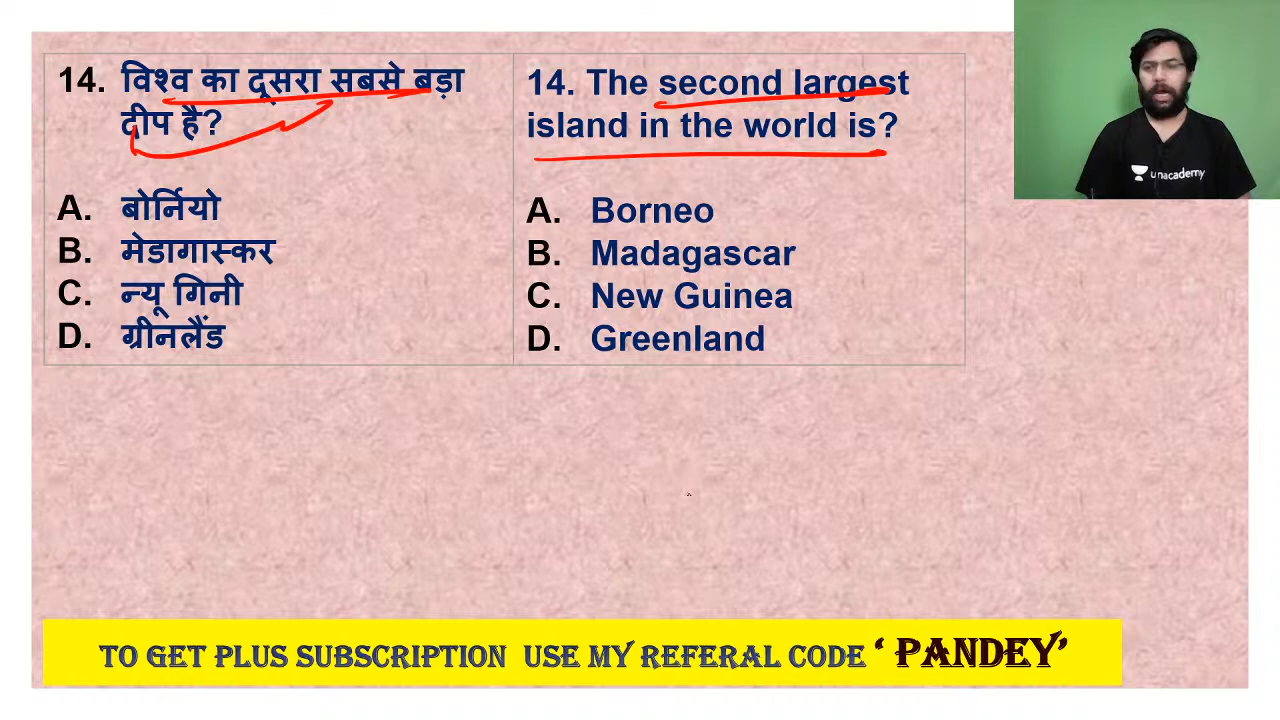 14. विश्व का दूसरा सबसे बड़ा
दीप है?
A. बोर्नियो
B. मेडागास्कर
C. न्यू गिनी
D. ग्रीनलैंड
14. The second largest
island in the world is?
A. Borneo
B. Madagascar
C. New Guinea
D. Greenland
unacademy
TO GET PLUS SUBSCRIPTION USE MY REFERAL CODE ‘ PANDEY’